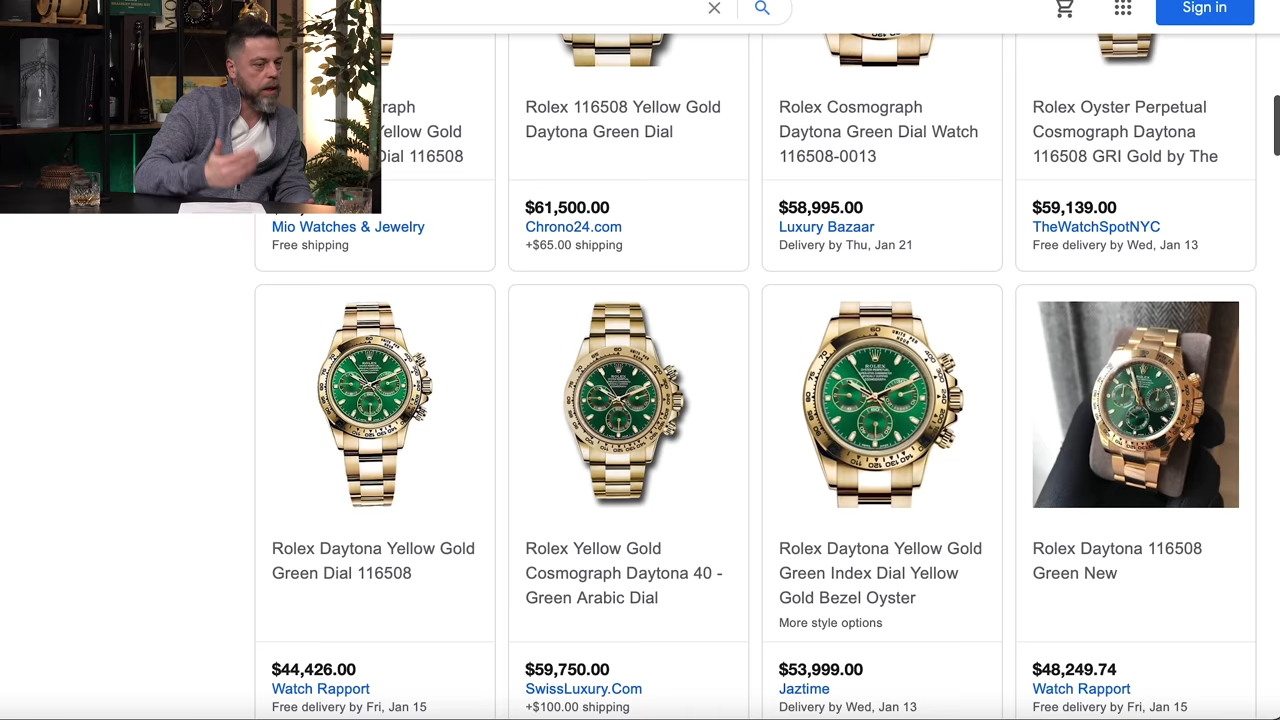 Sign in
raph
Yellow Gold
Dial 116508
Mio Watches & Jewelry
Free shipping
Rolex 116508 Yellow Gold
Daytona Green Dial
$61,500.00
Chrono24.com
+$65.00 shipping
Rolex Cosmograph
Daytona Green Dial Watch
116508-0013
$58,995.00
Luxury Bazaar
Delivery by Thu, Jan 21
Rolex Oyster Perpetual
Cosmograph Daytona
116508 GRI Gold by The
$59,139.00
TheWatchSpotNYC
Free delivery by Wed, Jan 13
Rolex Daytona Yellow Gold
Green Dial 116508
$44,426.00
Watch Rapport
Free delivery by Fri, Jan 15
Rolex Yellow Gold
Cosmograph Daytona 40 -
Green Arabic Dial
$59,750.00
SwissLuxury.Com
+$100.00 shipping
ROLEX
Rolex Daytona Yellow Gold
Green Index Dial Yellow
Gold Bezel Oyster
More style options
$53,999.00
Jaztime
Delivery by Wed, Jan 13
Rolex Daytona 116508
Green New
$48,249.74
Watch Rapport
Free delivery by Fri, Jan 15